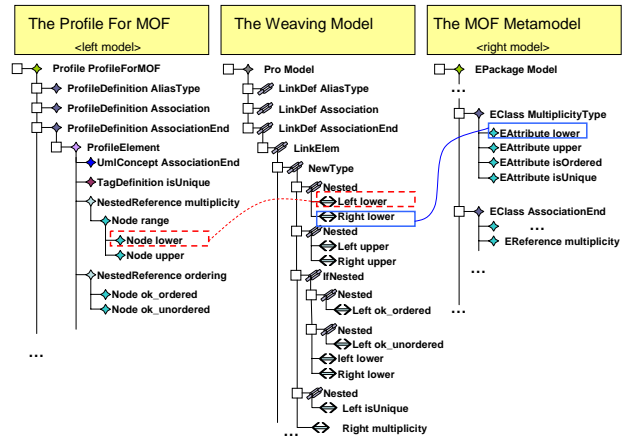 The Profile For MOF
<left model>
Profile ProfileForMOF
ProfileDefinition AliasType
ProfileDefinition Association
ProfileDefinition AssociationEnd
ProfileElement
UmlConcept AssociationEnd
TagDefinition isUnique
NestedReference multiplicity
Node range
Node lower
Node upper
NestedReference ordering
Node ok_ordered
Node ok_unordered
...
The Weaving Model
Pro Model
LinkDef AliasType
LinkDef Association
LinkDef AssociationEnd
LinkElem
NewType
Nested
Left lower
Right lower
Nested
Left upper
Right upper
IfNested
Nested
Left ok_ordered
Nested
Left ok_unordered
left lower
Right lower
Nested
Left isUnique
Right multiplicity
...
The MOF Metamodel
<right model>
EPackage Model
...
EClass MultiplicityType
EAttribute lower
EAttribute upper
EAttribute isOrdered
EAttribute isUnique
EClass AssociationEnd
...
EReference multiplicity
...